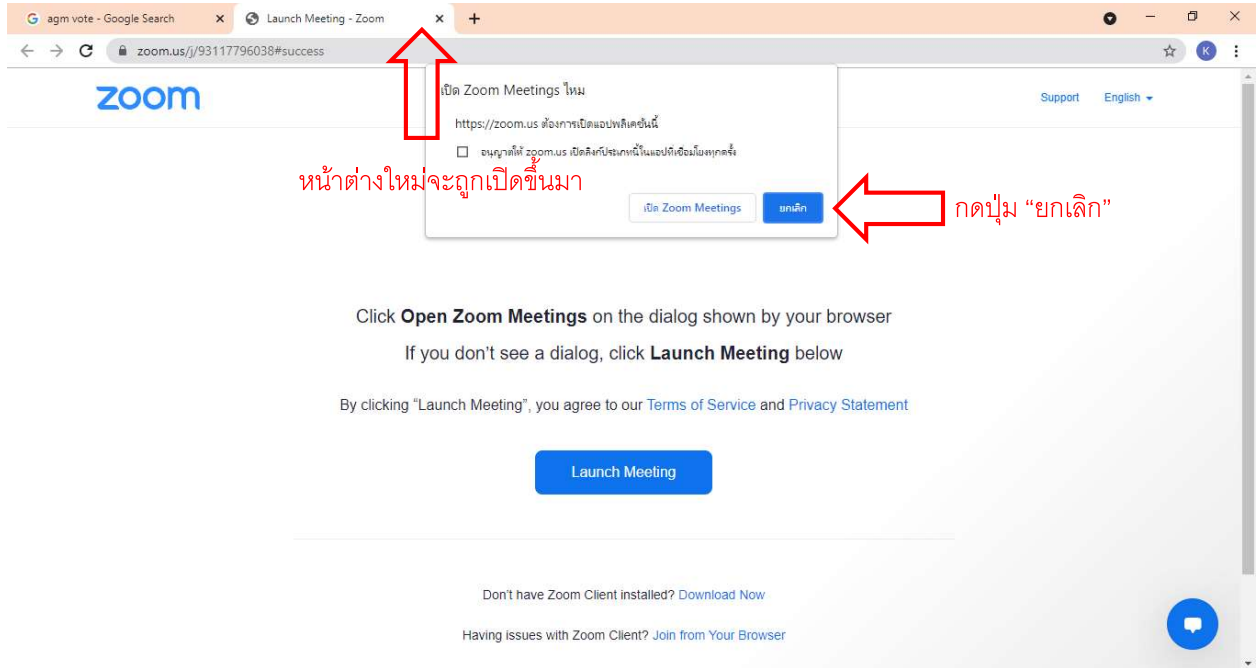 agm vote - Google Search
Launch Meeting - Zoom
zoom.us/j/93117796038#success
K
zoom
Support English
เปิด Zoom Meetings ไหม
https://zoom.us ต้องการเปิดแอปพลิเคชันนี้
อนุญาตให้ zoom.us เปิดลิงก์ประเภทนี้ในแอปที่เชื่อมโยงทุกครั้ง
หน้าต่างใหม่จะถูกเปิดขึ้นมา
เปิด Zoom Meetings ยกเลิก
กดปุ่ม “ยกเลิก”
Click Open Zoom Meetings on the dialog shown by your browser
If you don’t see a dialog, click Launch Meeting below
By clicking “Launch Meeting”, you agree to our Terms of Service and Privacy Statement
Launch Meeting
Don’t have Zoom Client installed? Download Now
Having issues with Zoom Client? Join from Your Browser